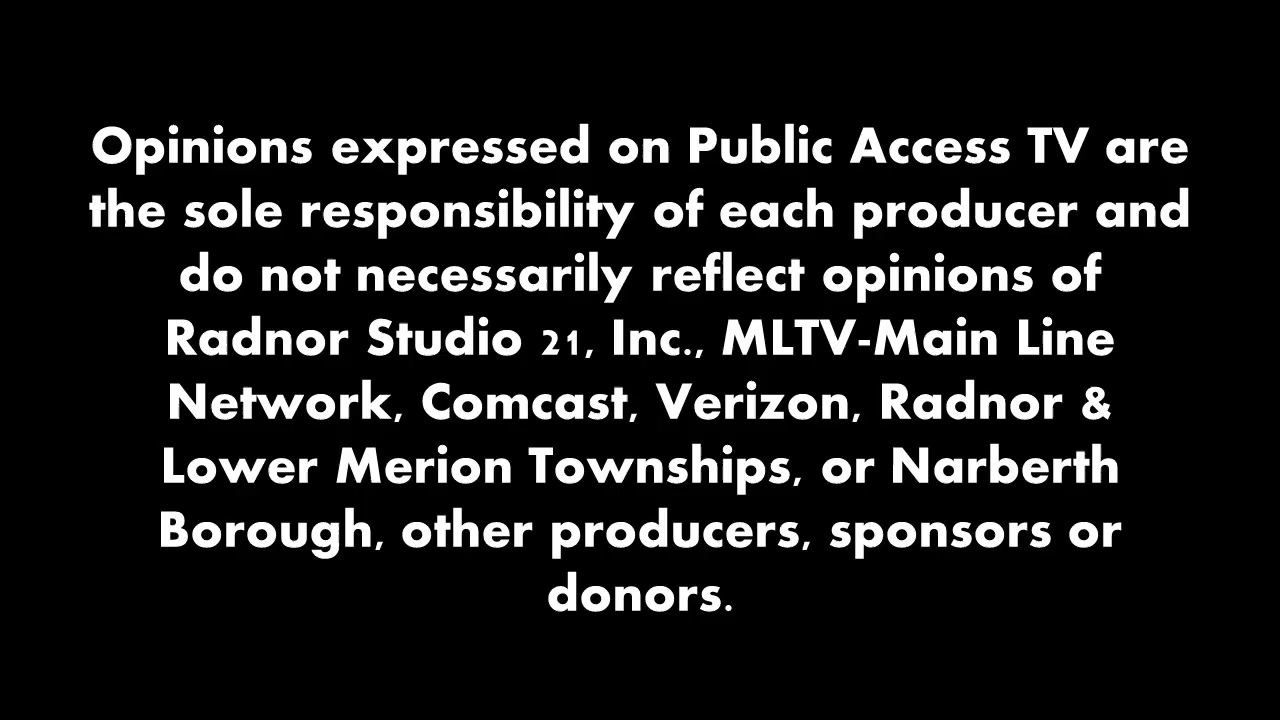 Opinions expressed on Public Access TV are
the sole responsibility of each producer and
do not necessarily reflect opinions of
Radnor Studio 21, Inc., MLTV-Main Line
Network, Comcast, Verizon, Radnor &
Lower Merion Townships, or Narberth
Borough, other producers, sponsors or
donors.